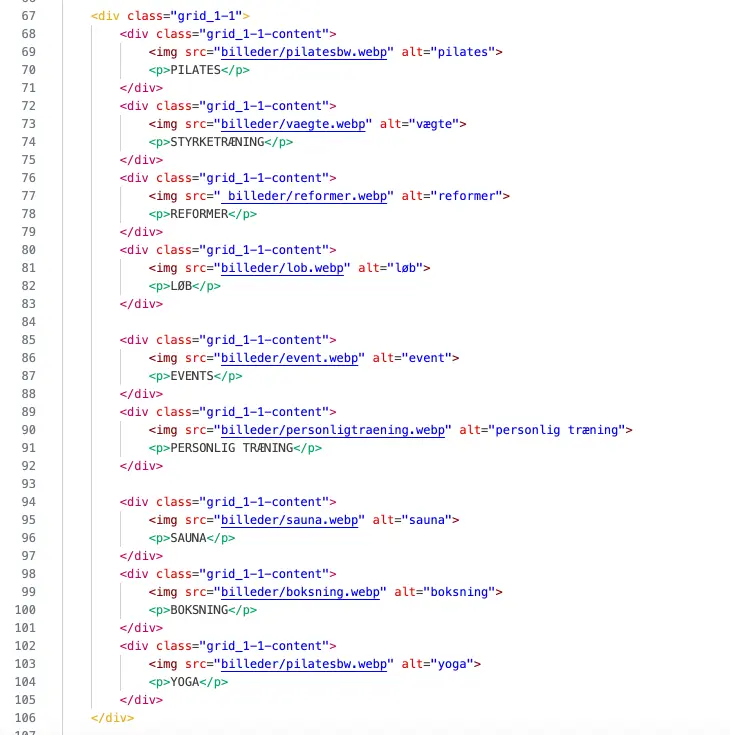 67 <div class="grid_1-1">
68 <div class="grid_1-1-content">
69 <img src="billeder/pilatesbw.webp" alt="pilates">
70 <p>PILATES</p>
71 </div>
72 <div class="grid_1-1-content">
73 <img src="billeder/vaegte.webp" alt="vægte">
74 <p>STYRKETRÆNING</p>
75 </div>
76 <div class="grid_1-1-content">
77 <img src=" billeder/reformer.webp" alt="reformer">
78 <p>REFORMER</p>
79 </div>
80 <div class="grid_1-1-content">
81 <img src="billeder/lob.webp" alt="løb">
82 <p>LØB</p>
83 </div>
84
85 <div class="grid_1-1-content">
86 <img src="billeder/event.webp" alt="event">
87 <p>EVENTS</p>
88 </div>
89 <div class="grid_1-1-content">
90 <img src="billeder/personligtraening.webp" alt="personlig træning">
91 <p>PERSONLIG TRÆNING</p>
92 </div>
93
94 <div class="grid_1-1-content">
95 <img src="billeder/sauna.webp" alt="sauna">
96 <p>SAUNA</p>
97 </div>
98 <div class="grid_1-1-content">
99 <img src="billeder/boksning.webp" alt="boksning">
100 <p>BOKSNING</p>
101 </div>
102 <div class="grid_1-1-content">
103 <img src="billeder/pilatesbw.webp" alt="yoga">
104 <p>YOGA</p>
105 </div>
106 </div>